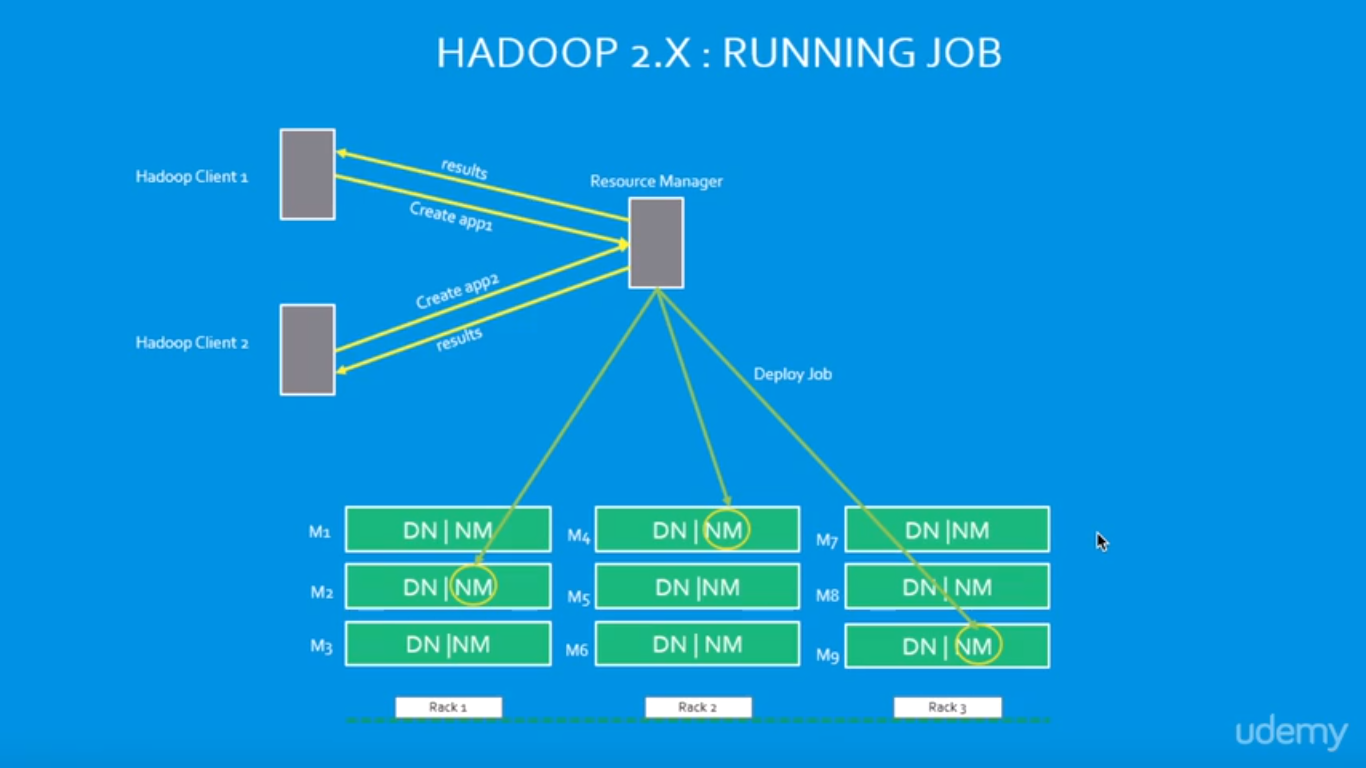 HADOOP 2.X : RUNNING JOB
Hadoop Client 1
results
Create app1
Resource Manager
Create app2
results
Hadoop Client 2
Deploy Job
M1 DN | NM
M4 DN | NM
M7 DN |NM
M2 DN | NM
M5 DN |NM
M8 DN | NM
M3 DN |NM
M6 DN | NM
M9 DN | NM
Rack 1
Rack 2
Rack 3
udemy